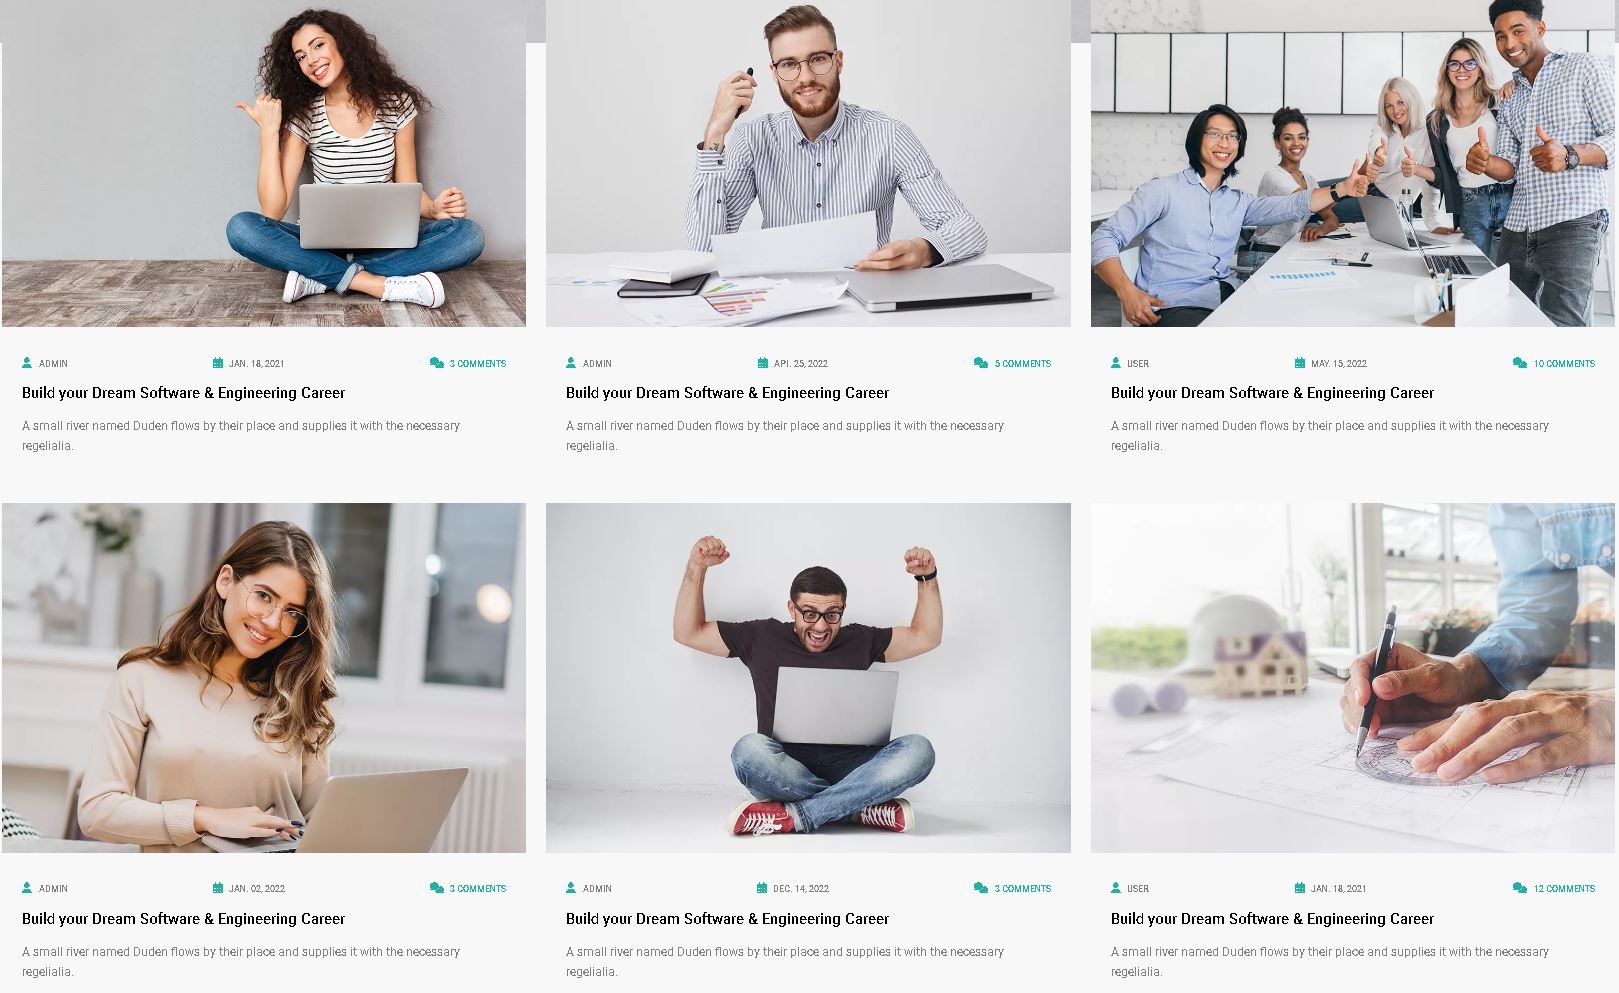 ADMIN JAN. 18, 2021 3 COMMENTS
Build your Dream Software & Engineering Career
A small river named Duden flows by their place and supplies it with the necessary
regelialia.
ADMIN API. 25, 2022 5 COMMENTS
Build your Dream Software & Engineering Career
A small river named Duden flows by their place and supplies it with the necessary
regelialia.
USER MAY. 15, 2022 10 COMMENTS
Build your Dream Software & Engineering Career
A small river named Duden flows by their place and supplies it with the necessary
regelialia.
ADMIN JAN. 02, 2022 3 COMMENTS
Build your Dream Software & Engineering Career
A small river named Duden flows by their place and supplies it with the necessary
regelialia.
ADMIN DEC. 14, 2022 3 COMMENTS
Build your Dream Software & Engineering Career
A small river named Duden flows by their place and supplies it with the necessary
regelialia.
USER JAN. 18, 2021 12 COMMENTS
Build your Dream Software & Engineering Career
A small river named Duden flows by their place and supplies it with the necessary
regelialia.